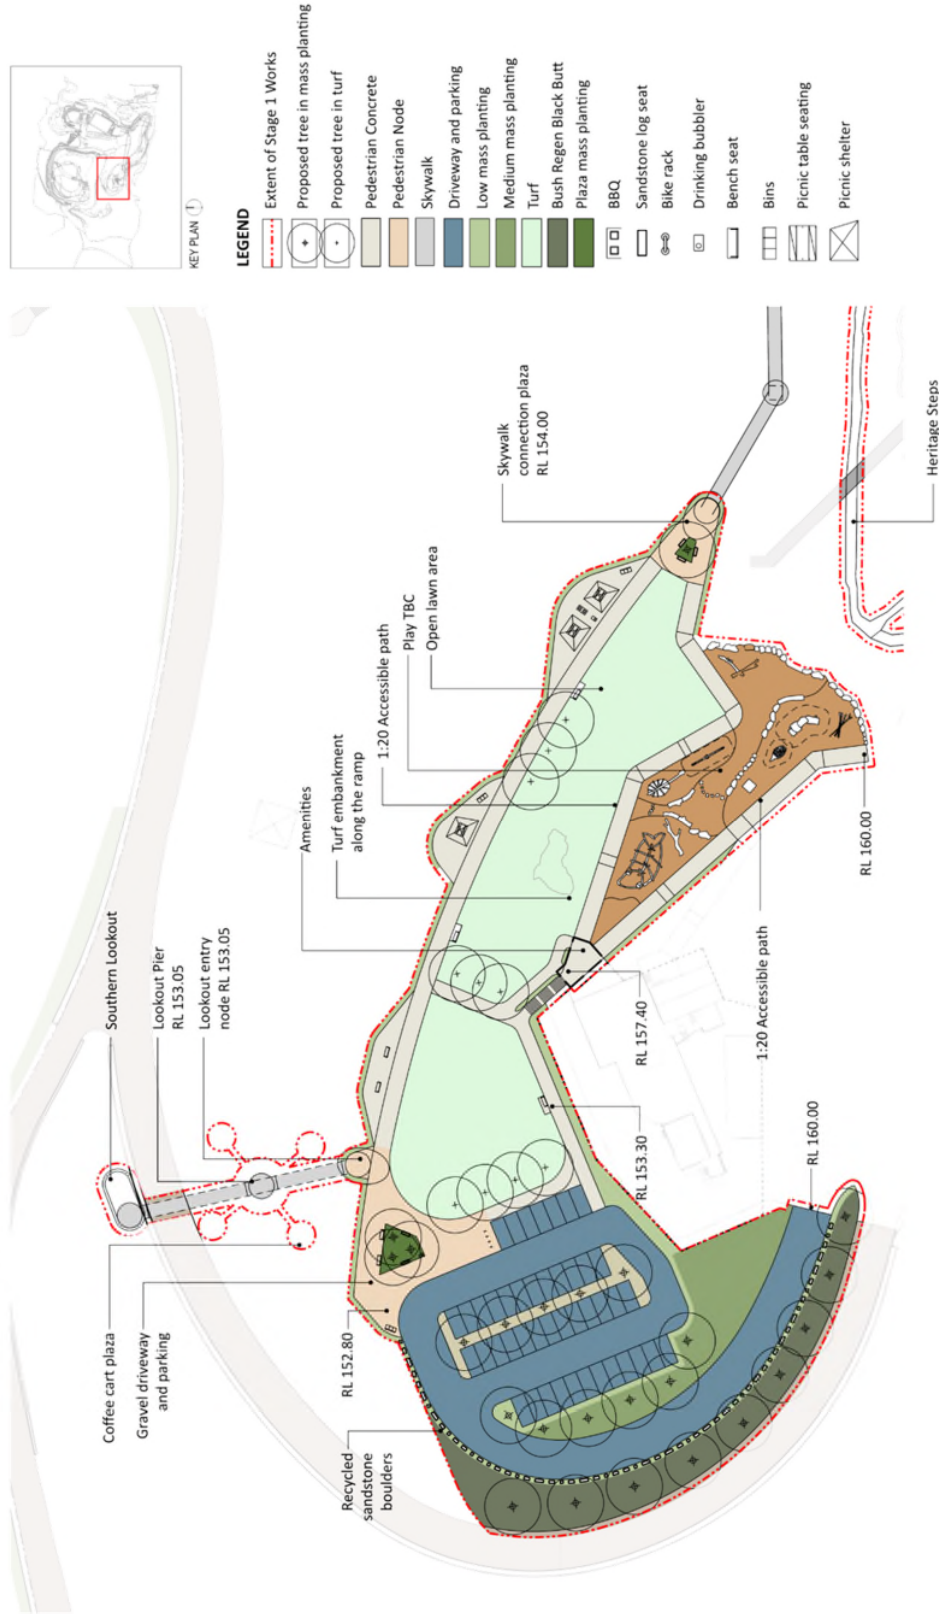 KEY PLAN
LEGEND
Extent of Stage 1 Works
Proposed tree in mass planting
Proposed tree in turf
Pedestrian Concrete
Pedestrian Node
Skywalk
Driveway and parking
Low mass planting
Medium mass planting
Turf
Bush Regen Black Butt
Plaza mass planting
BBQ
Sandstone log seat
Bike rack
Drinking bubbler
Bench seat
Bins
Picnic table seating
Picnic shelter
Coffee cart plaza
Gravel driveway
and parking
Southern Lookout
Lookout Pier
RL 153.05
Lookout entry
node RL 153.05
Amenities
Turf embankment
along the ramp
1:20 Accessible path
Play TBC
Open lawn area
Skywalk
connection plaza
RL 154.00
RL 152.80
Recycled
sandstone
boulders
RL 153.30
RL 157.40
1:20 Accessible path
RL 160.00
RL 160.00
Heritage Steps